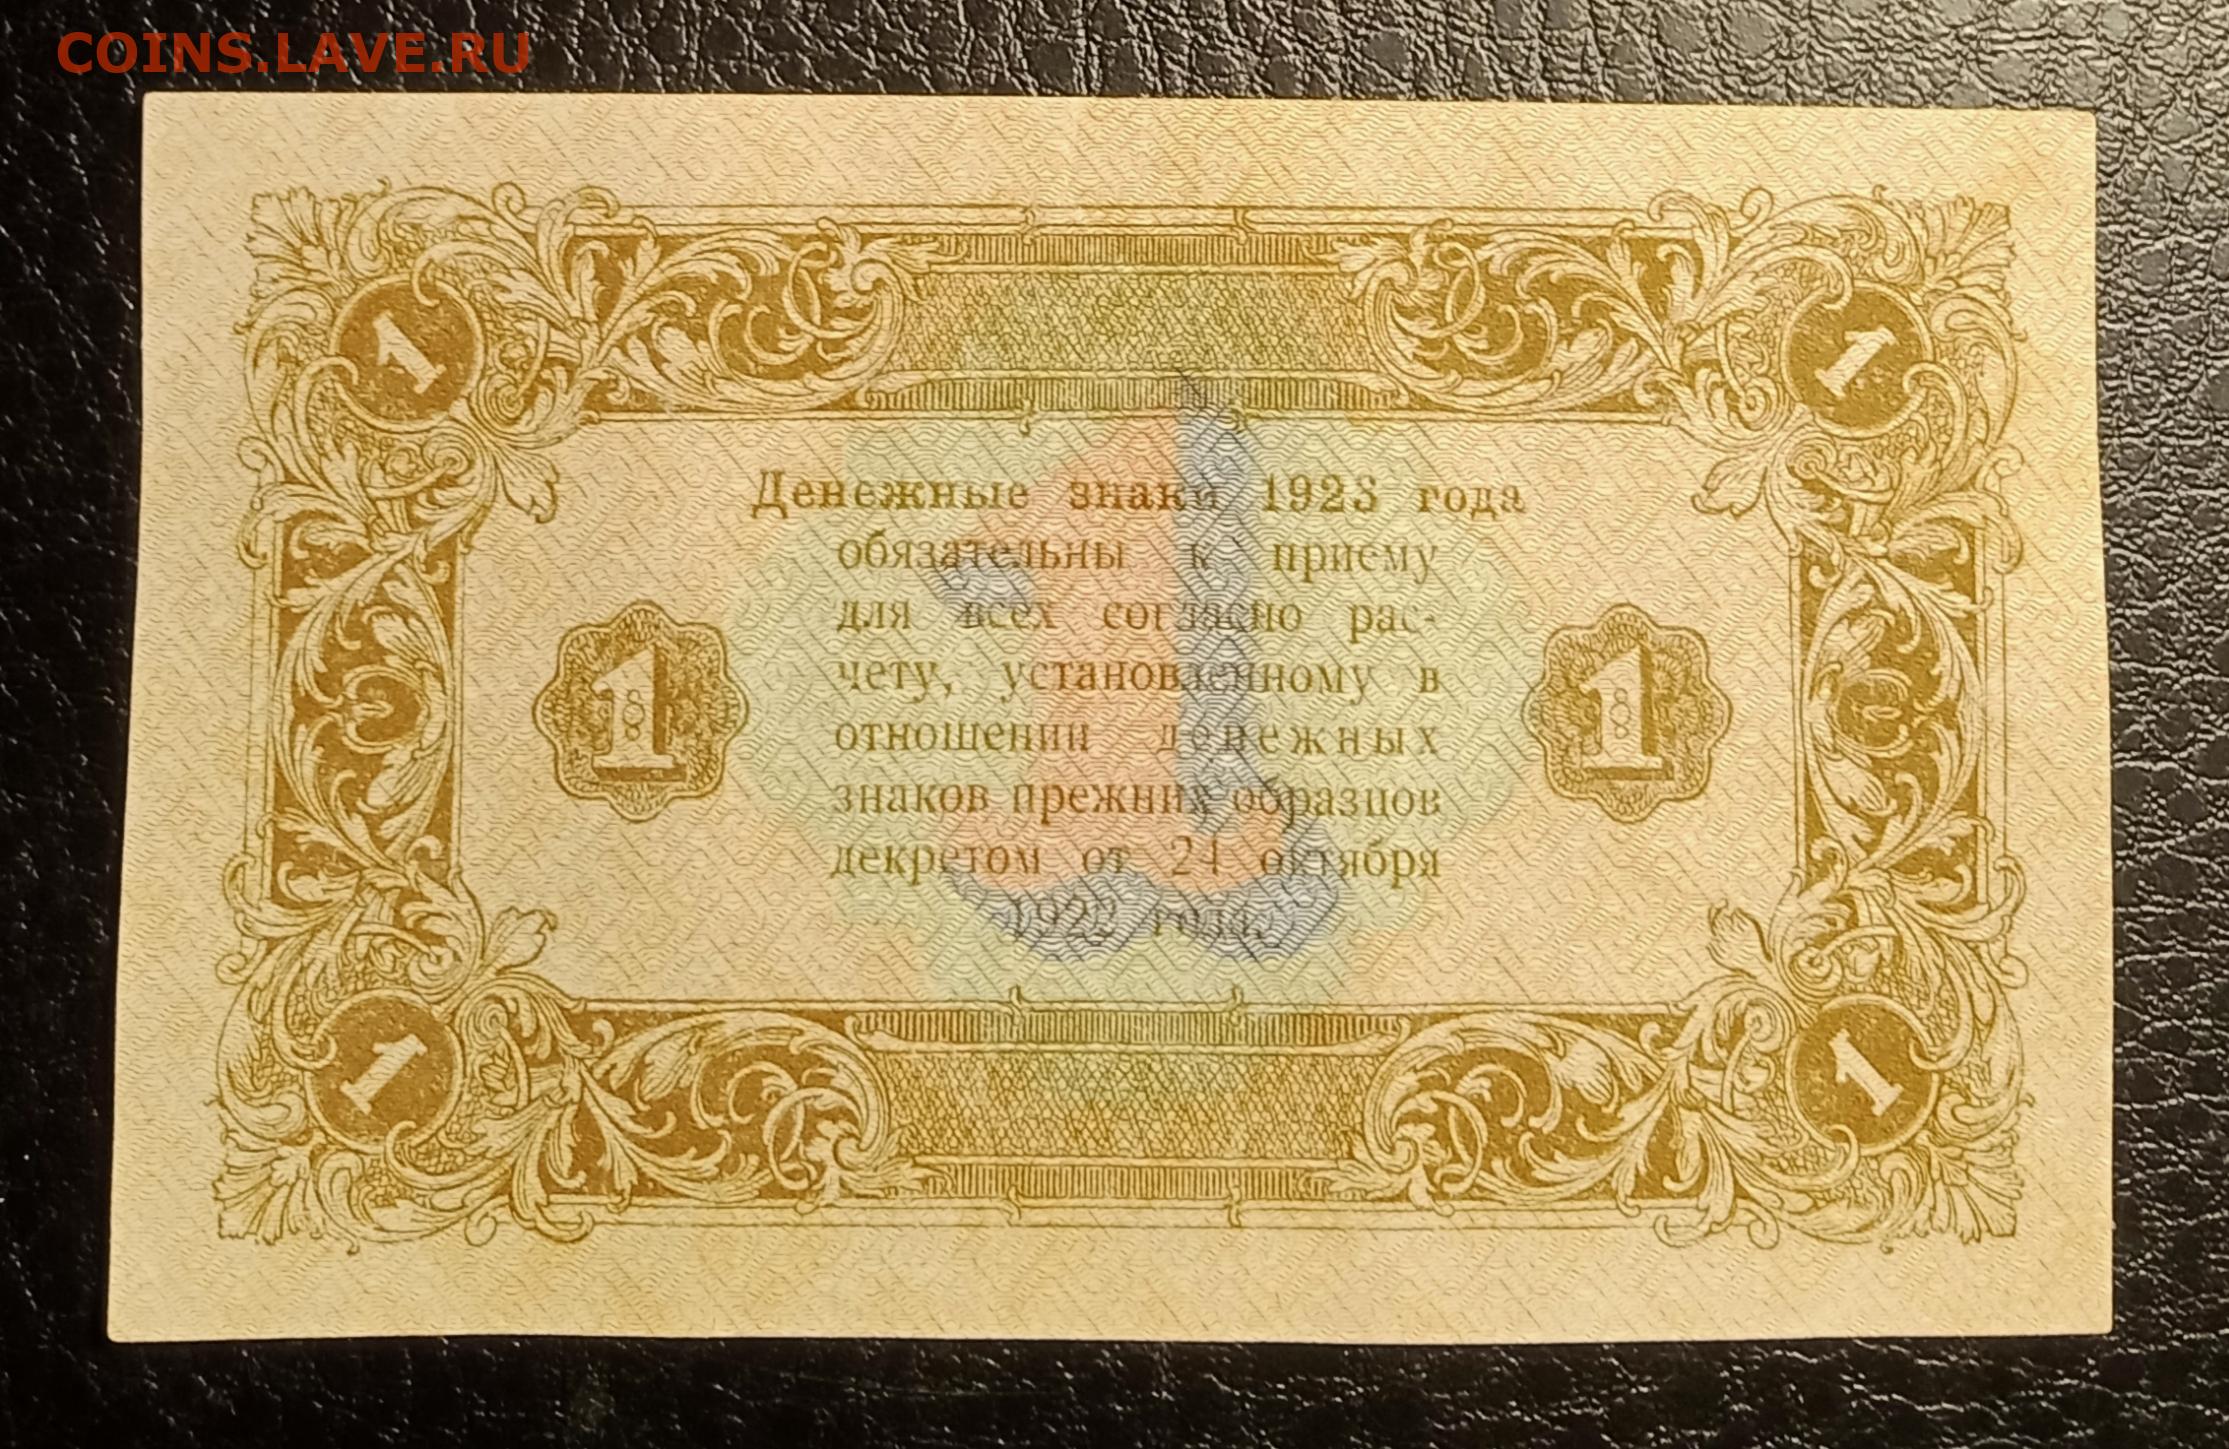 COINS.LAVE.RU
1 1
Денежные знаки 1923 года
обязательны к приему
для всех согласно рас-
чету, установленному в
1 1
отношении денежных
знаков прежних образцов
декретом от 24 октября
1922 года.
1
1 1